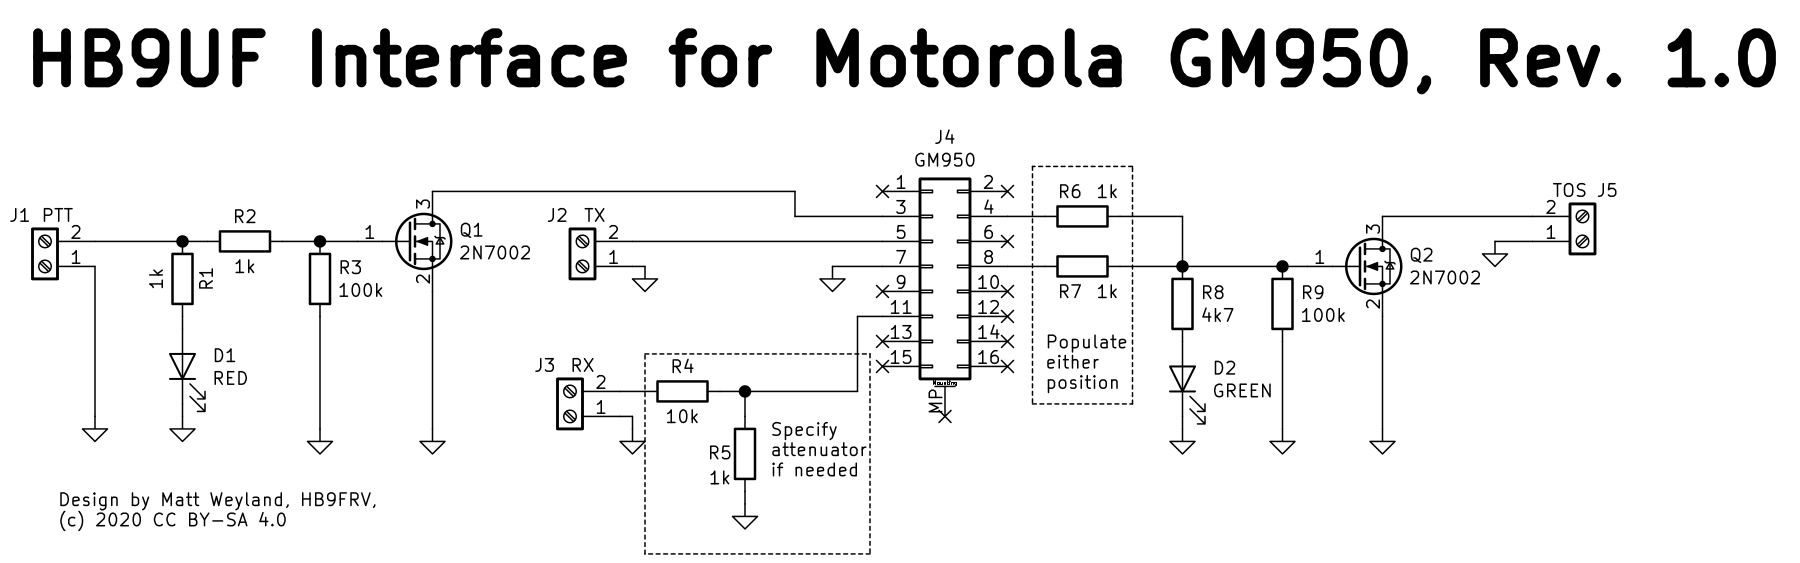 HB9UF Interface for Motorola GM950, Rev. 1.0
J4
GM950
J1 PTT
2
1
R1
1k
D1
RED
R2
1k
R3
100k
1
3
2
Q1
2N7002
J2 TX
2
1
J3 RX
2
1
R4
10k
R5
1k
Specify
attenuator
if needed
1
3
5
7
9
11
13
15
2
4
6
8
10
12
14
16
MP
Mounting
R6 1k
R7 1k
Populate
either
position
R8
4k7
D2
GREEN
R9
100k
1
3
2
Q2
2N7002
TOS J5
2
1
Design by Matt Weyland, HB9FRV,
(c) 2020 CC BY-SA 4.0